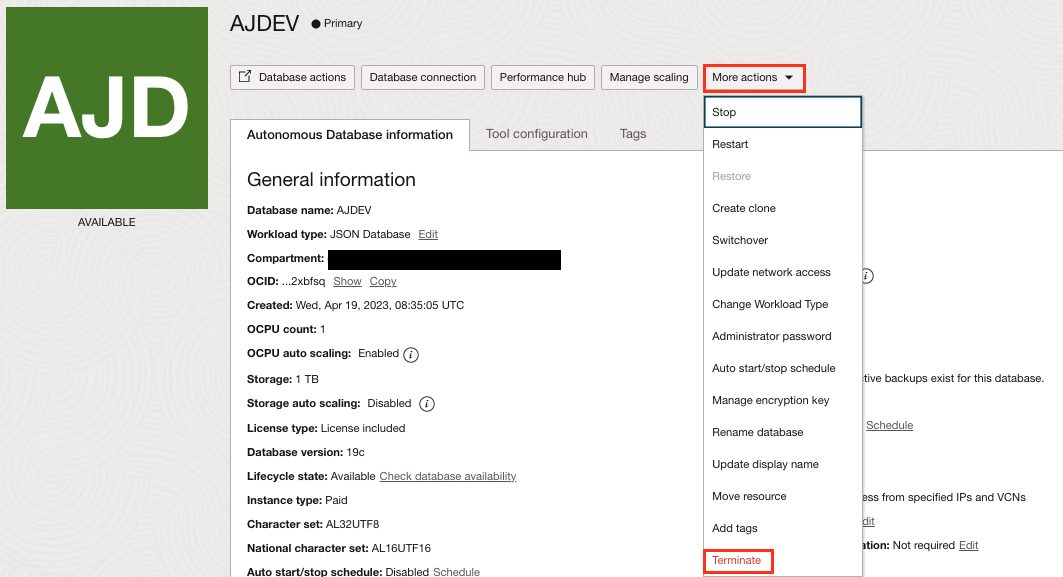 AJD
AVAILABLE
AJDEV Primary
Database actions Database connection Performance hub Manage scaling More actions
Stop
Restart
Restore
Create clone
Switchover
Update network access
Change Workload Type
Administrator password
Auto start/stop schedule
Manage encryption key
Rename database
Update display name
Move resource
Add tags
Terminate
Autonomous Database information Tool configuration Tags
General information
Database name: AJDEV
Workload type: JSON Database Edit
Compartment:
OCID: ...2xbfsq Show Copy
Created: Wed, Apr 19, 2023, 08:35:05 UTC
OCPU count: 1
OCPU auto scaling: Enabled i
Storage: 1 TB
Storage auto scaling: Disabled i
License type: License included
Database version: 19c
Lifecycle state: Available Check database availability
Instance type: Paid
Character set: AL32UTF8
National character set: AL16UTF16
Auto start/stop schedule: Disabled Schedule
i
backups exist for this database.
Schedule
from specified IPs and VCNs
Not required Edit